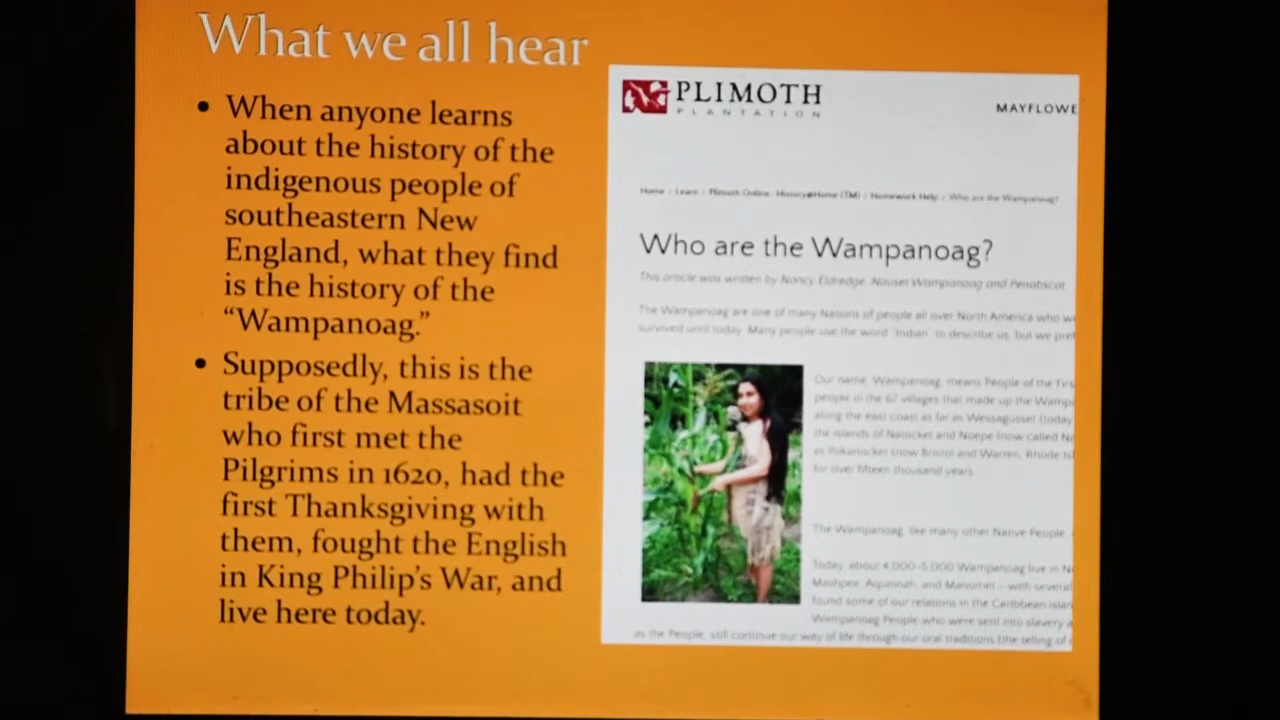 What we all hear
• When anyone learns
about the history of the
indigenous people of
southeastern New
England, what they find
is the history of the
“Wampanoag.”
• Supposedly, this is the
tribe of the Massasoit
who first met the
Pilgrims in 1620, had the
first Thanksgiving with
them, fought the English
in King Philip’s War, and
live here today.
PLIMOTH
PLANTATION
MAYFLOWE
Home / Learn / Plimoth Online: History@Home (TM) / Homework Help / Who are the Wampanoag?
Who are the Wampanoag?
This article was written by Nancy Eldredge, Nauset Wampanoag and Penobscot.
The Wampanoag are one of many Nations of people all over North America who we
survived until today. Many people use the word “Indian” to describe us, but we pref
Our name, Wampanoag, means People of the Firs
people in the 67 villages that made up the Wampa
along the east coast as far as Wessagusset (today
the islands of Natocket and Noepe (now called Na
as Pokanocket (now Bristol and Warren, Rhode Isl
for over fifteen thousand years.
The Wampanoag, like many other Native People,
Today, about 4,000-5,000 Wampanoag live in Ne
Mashpee, Aquinnah, and Manomet – with several
found some of our relations in the Caribbean islan
Wampanoag People who were sent into slavery a
as the People, still continue our way of life through our oral traditions (the telling of